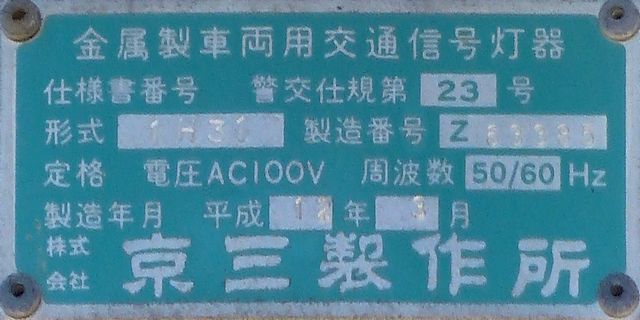 金属製車両用交通信号灯器
仕様書番号 警交仕規第 23 号
形式 製造番号 Z
定格 電圧AC100V 周波数 50/60 Hz
製造年月 平成 年 3 月
株式会社 京三製作所